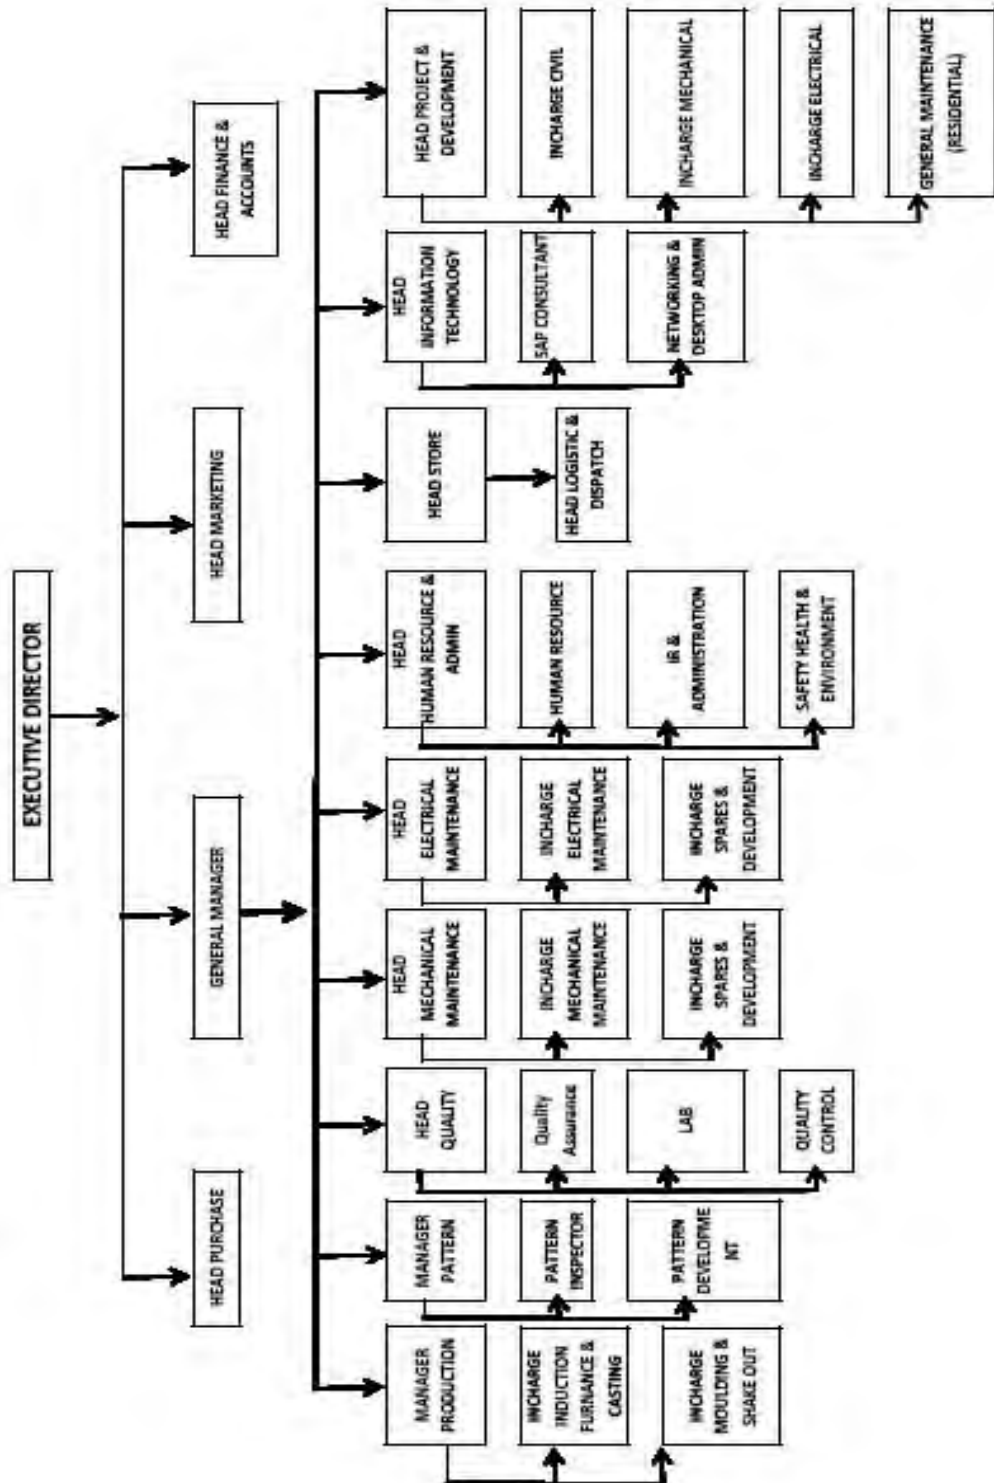 EXECUTIVE DIRECTOR
HEAD PURCHASE
GENERAL MANAGER
HEAD MARKETING
HEAD FINANCE &
ACCOUNTS
MANAGER
PRODUCTION
MANAGER
PATTERN
HEAD
QUALITY
HEAD
MECHANICAL
MAINTENANCE
HEAD
ELECTRICAL
MAINTENANCE
HEAD
HUMAN RESOURCE &
ADMIN
HEAD STORE
HEAD
INFORMATION
TECHNOLOGY
HEAD PROJECT &
DEVELOPMENT
INCHARGE
INDUCTION
FURNANCE &
CASTING
PATTERN
INSPECTOR
Quality
Assurance
INCHARGE
MECHANICAL
MAINTENANCE
INCHARGE
ELECTRICAL
MAINTENANCE
HUMAN RESOURCE
HEAD LOGISTIC &
DISPATCH
SAP CONSULTANT
INCHARGE CIVIL
INCHARGE
MOULDING &
SHAKE OUT
PATTERN
DEVELOPME
NT
LAB
INCHARGE
SPARES &
DEVELOPMENT
INCHARGE
SPARES &
DEVELOPMENT
IR &
ADMINISTRATION
NETWORKING &
DESKTOP ADMIN
INCHARGE MECHANICAL
QUALITY
CONTROL
SAFETY HEALTH &
ENVIRONMENT
INCHARGE ELECTRICAL
GENERAL MAINTENANCE
(RESIDENTIAL)